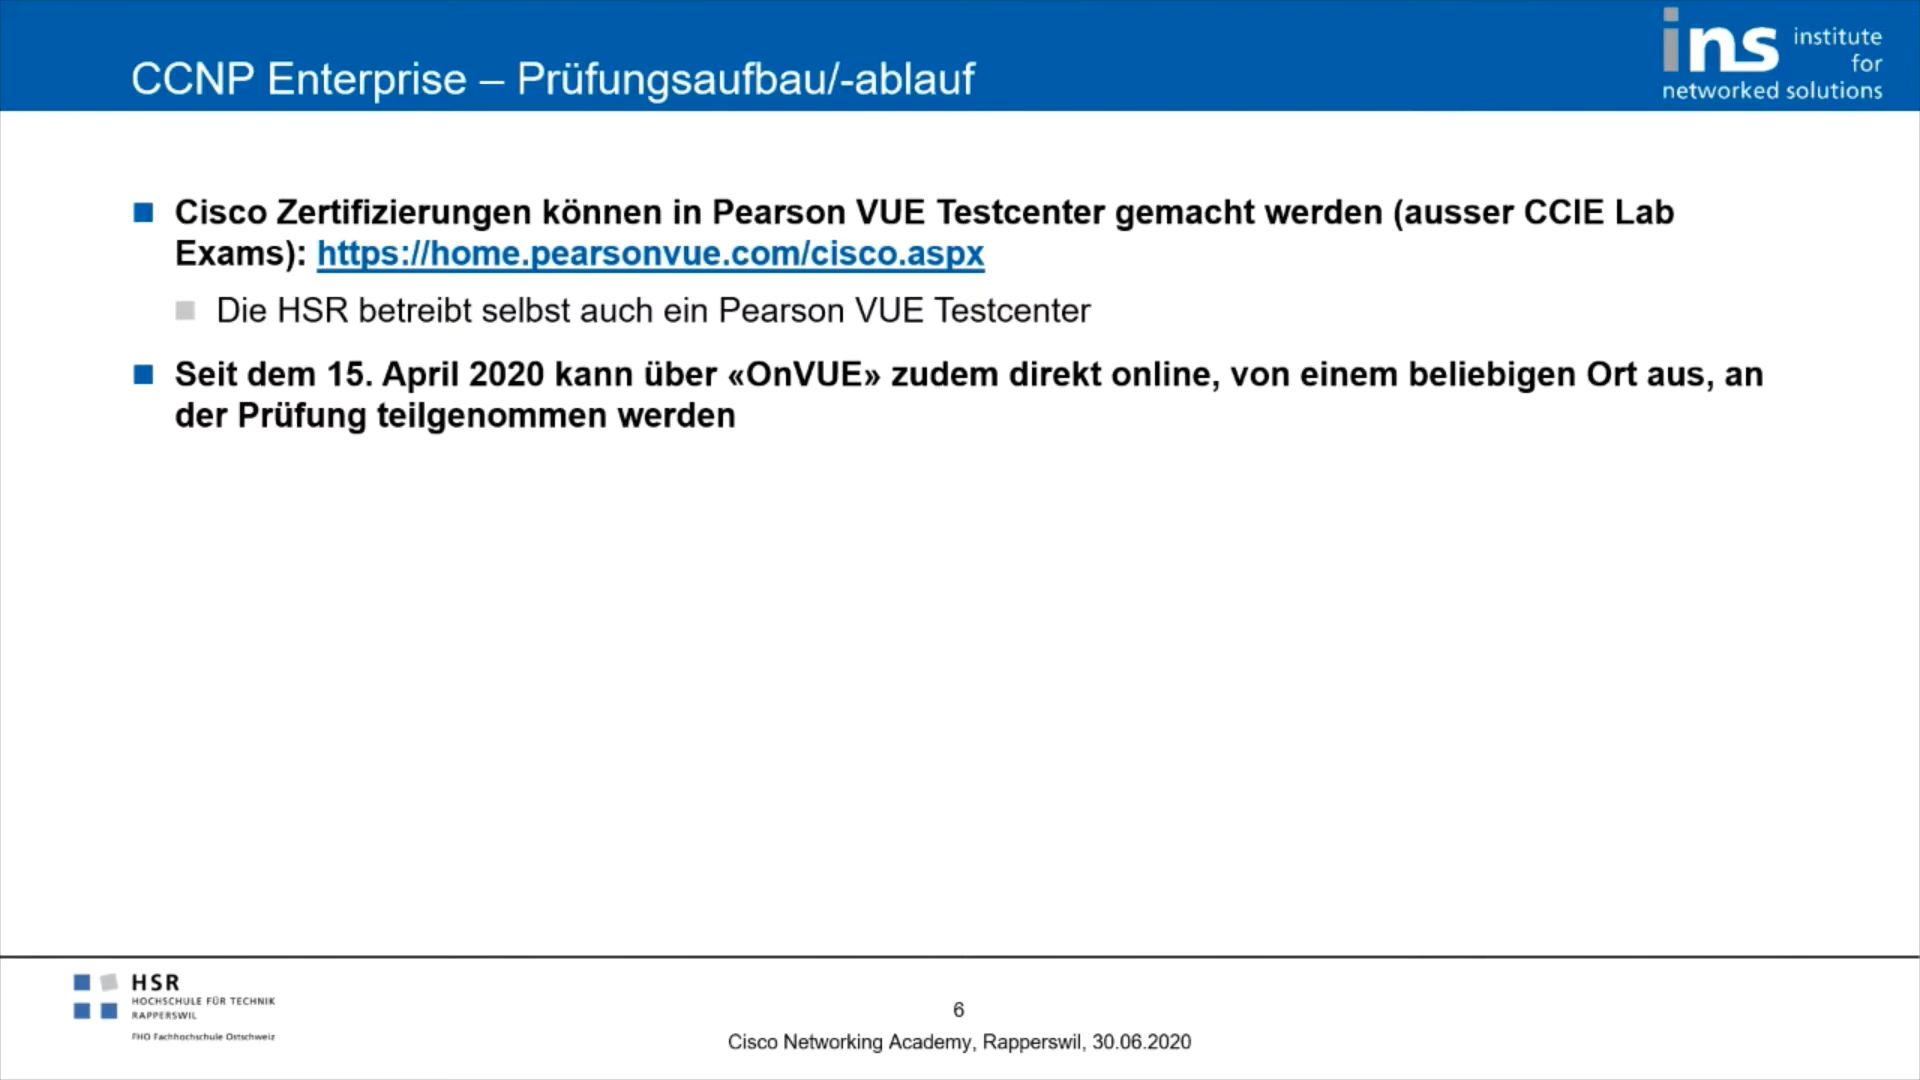 CCNP Enterprise – Prüfungsaufbau/-ablauf
ins institute
for
networked solutions
Cisco Zertifizierungen können in Pearson VUE Testcenter gemacht werden (ausser CCIE Lab
Exams): https://home.pearsonvue.com/cisco.aspx
Die HSR betreibt selbst auch ein Pearson VUE Testcenter
Seit dem 15. April 2020 kann über «OnVUE» zudem direkt online, von einem beliebigen Ort aus, an
der Prüfung teilgenommen werden
HSR
HOCHSCHULE FÜR TECHNIK
RAPPERSWIL
FHO Fachhochschule Ostschweiz
6
Cisco Networking Academy, Rapperswil, 30.06.2020